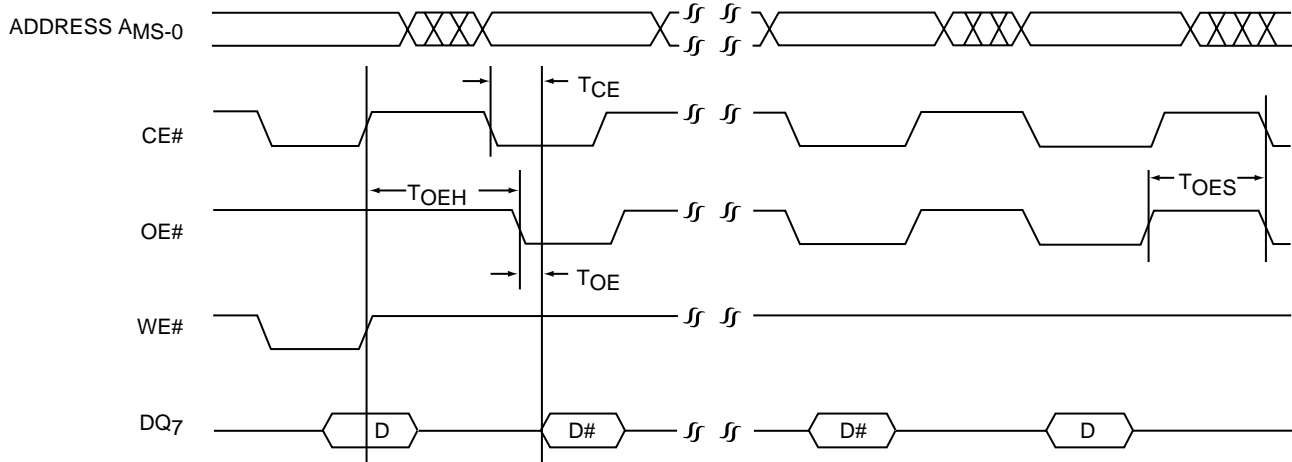 ADDRESS AMS-0
TCE
CE#
TOEH
TOES
OE#
TOE
WE#
DQ7
D
D#
D#
D